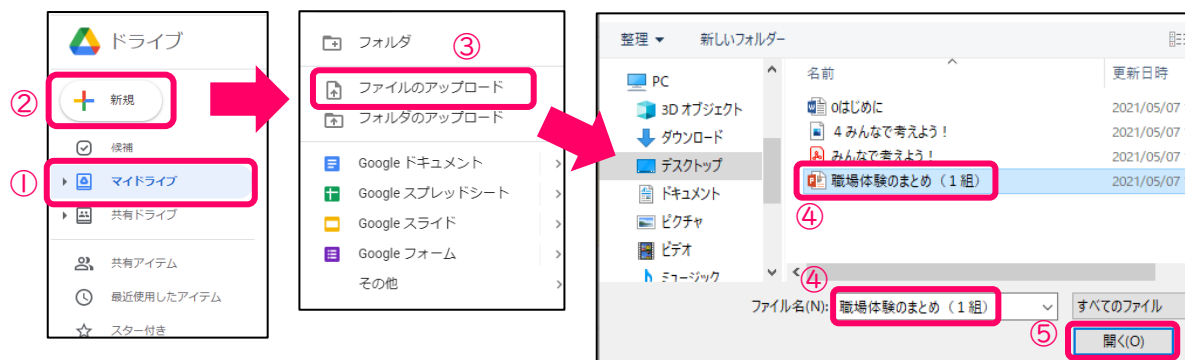 ドライブ
②
新規
候補
①
マイドライブ
共有ドライブ
共有アイテム
最近使用したアイテム
スター付き
フォルダ
③
ファイルのアップロード
フォルダのアップロード
Google ドキュメント
Google スプレッドシート
Google スライド
Google フォーム
その他
整理 新しいフォルダー
PC
3D オブジェクト
ダウンロード
デスクトップ
ドキュメント
ピクチャ
ビデオ
ミュージック
名前 更新日時
0はじめに 2021/05/07
4 みんなで考えよう! 2021/05/07
みんなで考えよう! 2021/05/07
職場体験のまとめ(1組) 2021/05/07
④
④
ファイル名(N): 職場体験のまとめ(1組) すべてのファイル
⑤
開く(O)